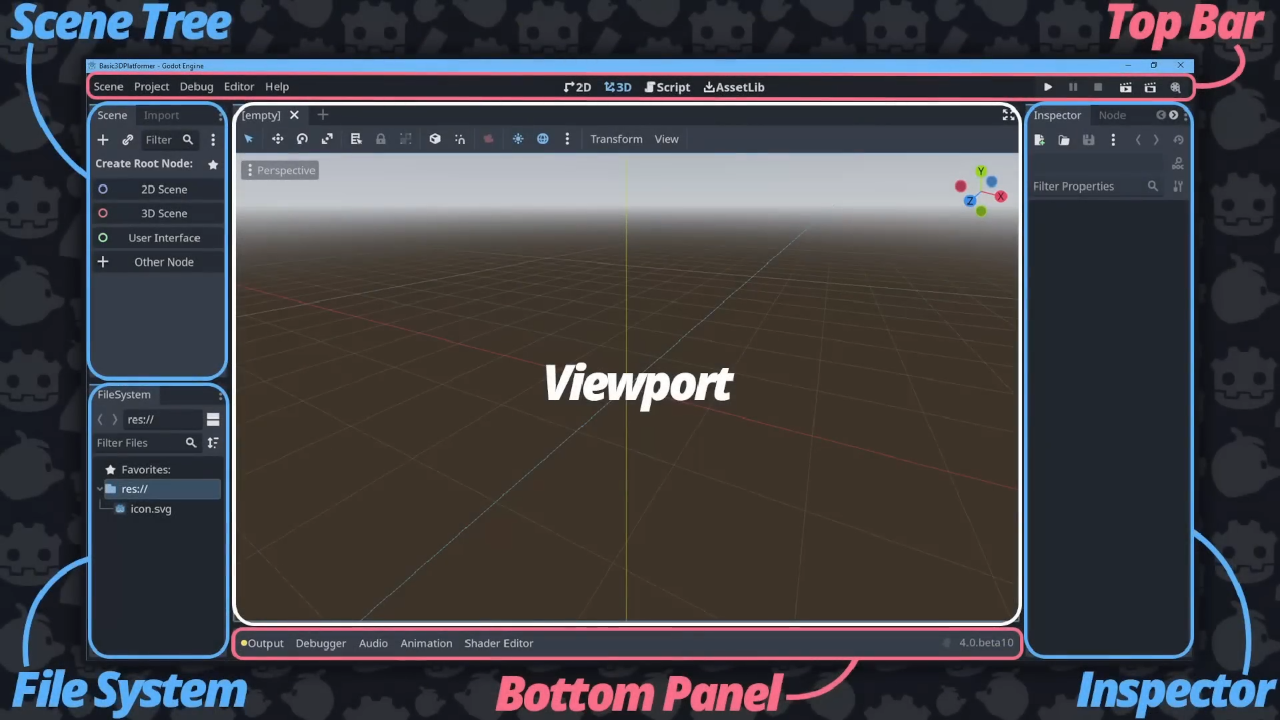 Scene Tree
Top Bar
Basic3DPlatformer - Godot Engine
Scene Project Debug Editor Help
2D 3D Script AssetLib
Scene Import
[empty]
Inspector Node
Filter
Transform View
Create Root Node:
Perspective
Y
X
Z
Filter Properties
2D Scene
3D Scene
User Interface
Other Node
Viewport
FileSystem
res://
Filter Files
Favorites:
res://
icon.svg
Output Debugger Audio Animation Shader Editor
4.0.beta10
File System
Bottom Panel
Inspector